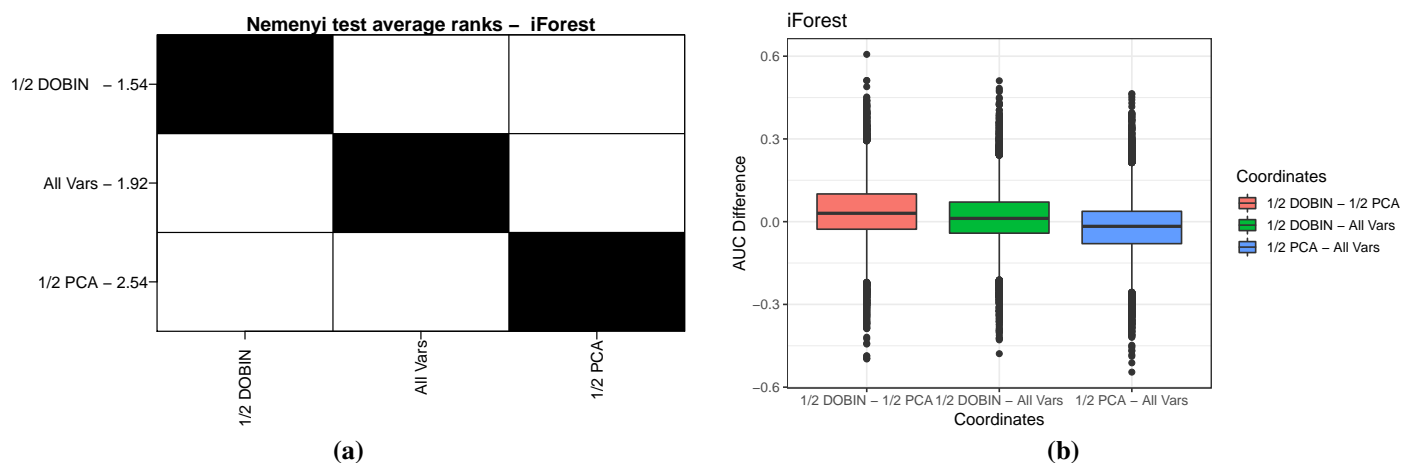 Nemenyi test average ranks – iForest
1/2 DOBIN – 1.54
All Vars – 1.92
1/2 PCA – 2.54
1/2 DOBIN
All Vars
1/2 PCA
(a)
iForest
AUC Difference
0.6
0.3
0.0
–0.3
–0.6
1/2 DOBIN – 1/2 PCA
1/2 DOBIN – All Vars
1/2 PCA – All Vars
Coordinates
Coordinates
1/2 DOBIN – 1/2 PCA
1/2 DOBIN – All Vars
1/2 PCA – All Vars
(b)